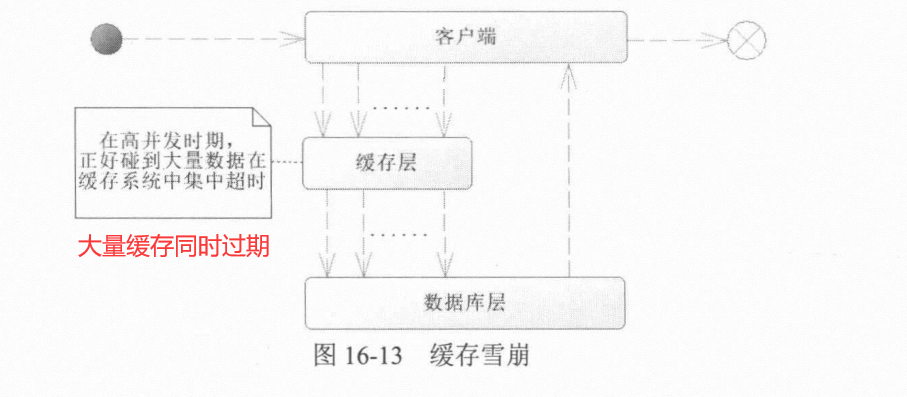 客户端
......
在高并发时期，
正好碰到大量数据在
缓存系统中集中超时
缓存层
大量缓存同时过期
......
数据库层
图 16-13 缓存雪崩